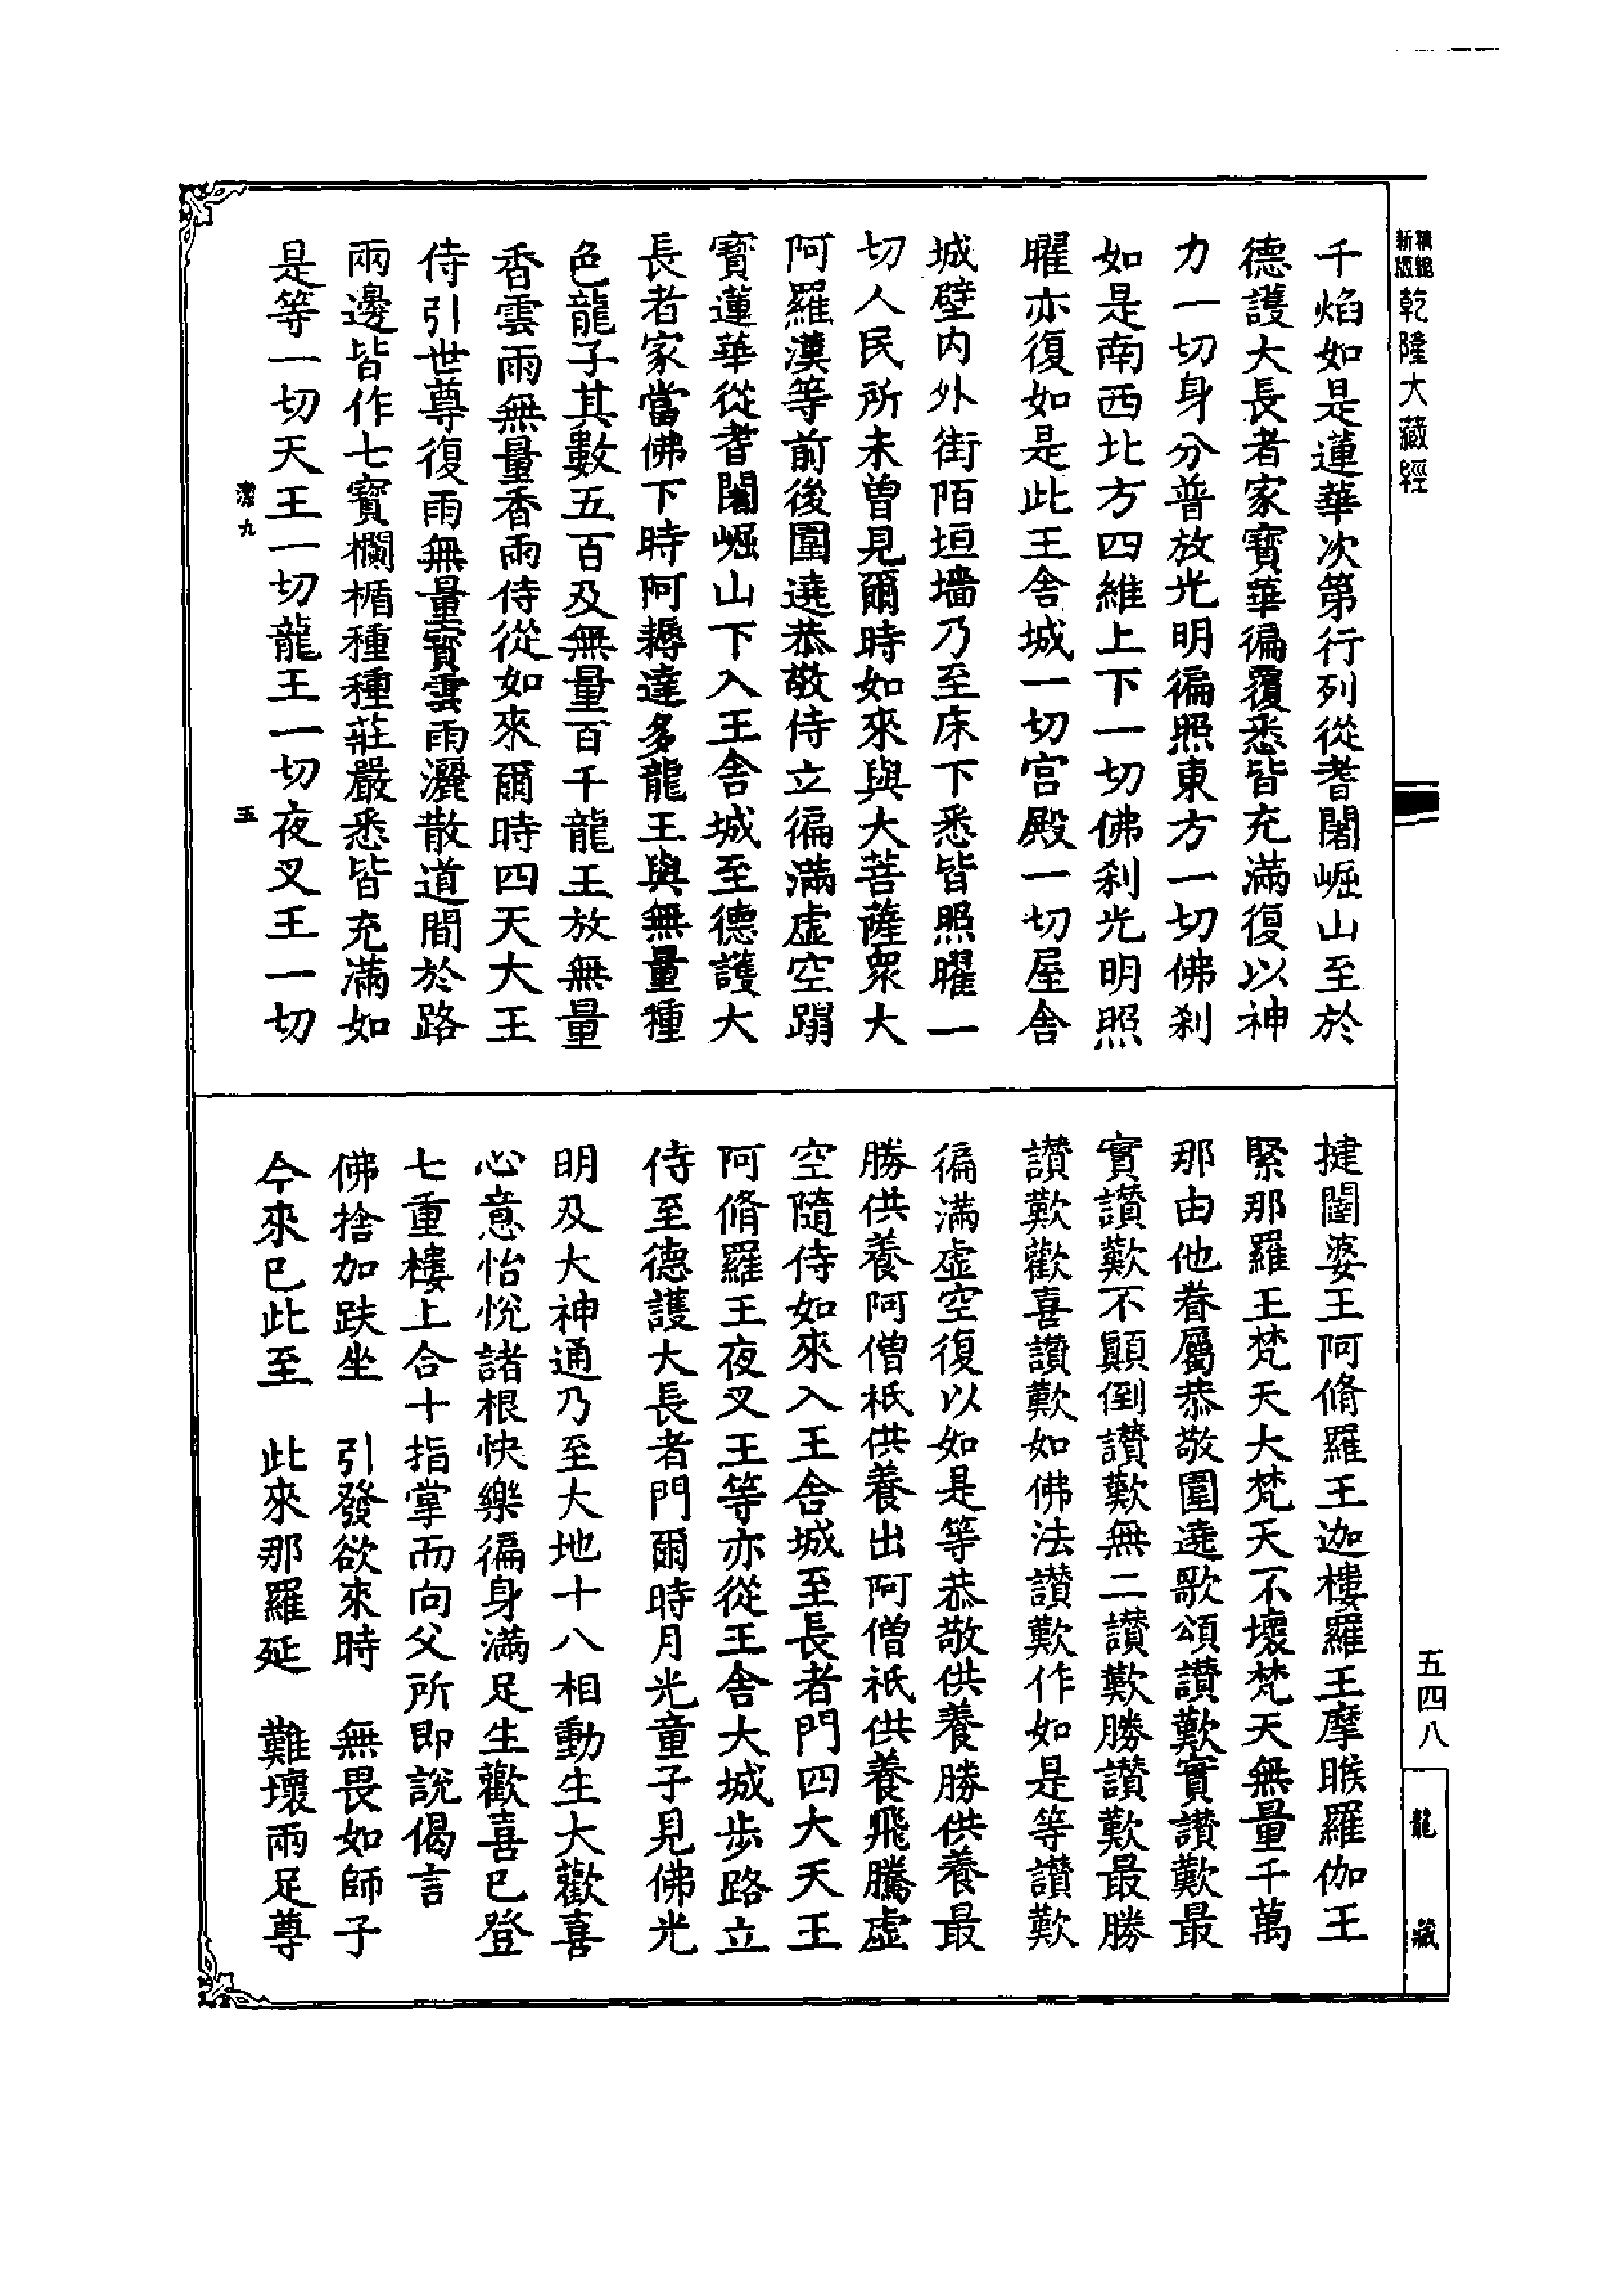 精縮新版乾隆大藏經
千焰如是蓮華次第行列從耆闍崛山至於
德護大長者家寶華徧覆悉皆充滿復以神
力一切身分普放光明徧照東方一切佛刹
如是南西北方四維上下一切佛刹光明照
曜亦復如是此王舍城一切宫殿一切屋舍
城壁内外街陌垣墻乃至床下悉皆照曜一
切人民所未曾見爾時如來與大菩薩衆大
阿羅漢等前後圍遶恭敬侍立徧滿虛空蹋
寶蓮華從耆闍崛山下入王舍城至德護大
長者家當佛下時阿耨達多龍王與無量種
色龍子其數五百及無量百千龍王放無量
香雲雨無量香雨侍從如來爾時四天大王
侍引世尊復雨無量寶雲雨灑散道間於路
兩邊皆作七寶欄楯種種莊嚴悉皆充滿如
是等一切天王一切龍王一切夜叉王一切
潔九
五
揵闥婆王阿脩羅王迦樓羅王摩睺羅伽王
緊那羅王梵天大梵天不壞梵天無量千萬
那由他眷屬恭敬圍遶歌頌讃歎實讃歎最
實讃歎不顚倒讃歎無二讃歎勝讃歎最勝
讃歎歡喜讃歎如佛法讃歎作如是等讃歎
徧滿虛空復以如是等恭敬供養勝供養最
勝供養阿僧祇供養出阿僧祇供養飛騰虛
空隨侍如來入王舍城至長者門四大天王
阿脩羅王夜叉王等亦從王舍大城步路立
侍至德護大長者門爾時月光童子見佛光
明及大神通乃至大地十八相動生大歡喜
心意怡悅諸根快樂徧身滿足生歡喜已登
七重樓上合十指掌而向父所即說偈言
佛捨加趺坐　引發欲來時　無畏如師子
今來已此至　此來那羅延　難壞兩足尊
五四八
龍藏